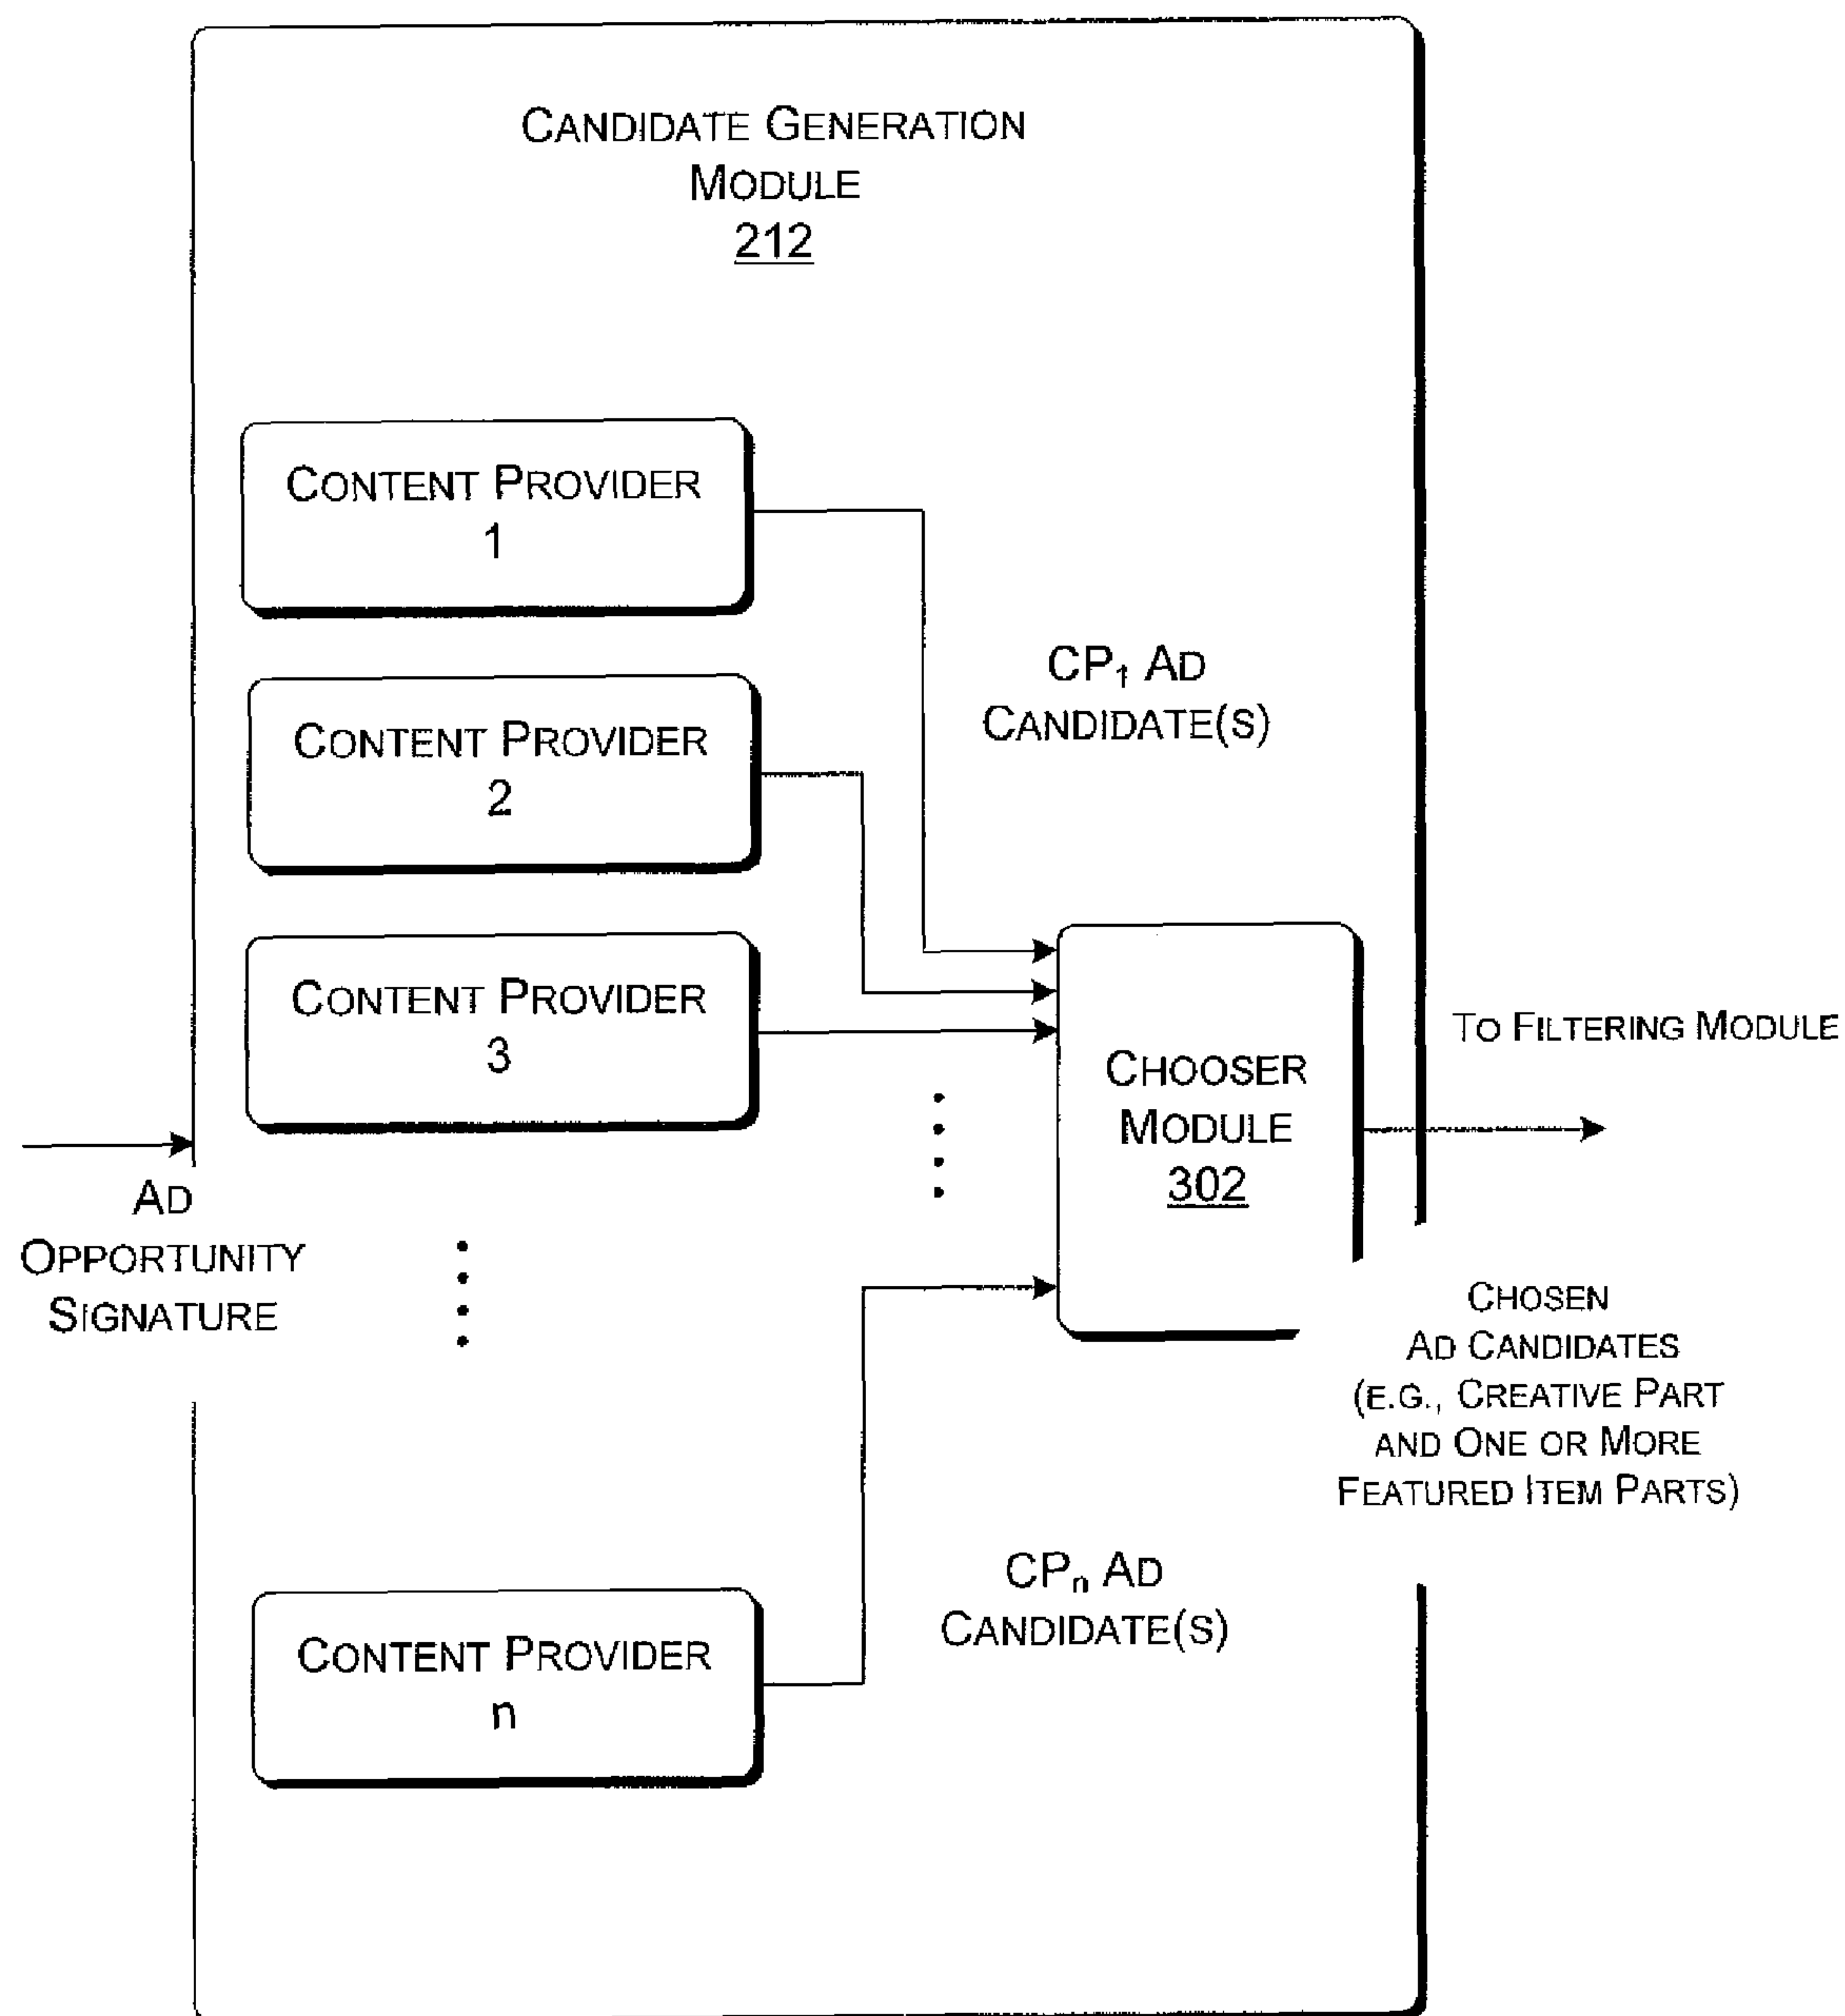 CANDIDATE GENERATION
MODULE
212
CONTENT PROVIDER
1
CP₁ AD
CANDIDATE(S)
CONTENT PROVIDER
2
CONTENT PROVIDER
3
TO FILTERING MODULE
CHOOSER
MODULE
302
AD
OPPORTUNITY
SIGNATURE
CHOSEN
AD CANDIDATES
(E.G., CREATIVE PART
AND ONE OR MORE
FEATURED ITEM PARTS)
CPₙ AD
CANDIDATE(S)
CONTENT PROVIDER
n